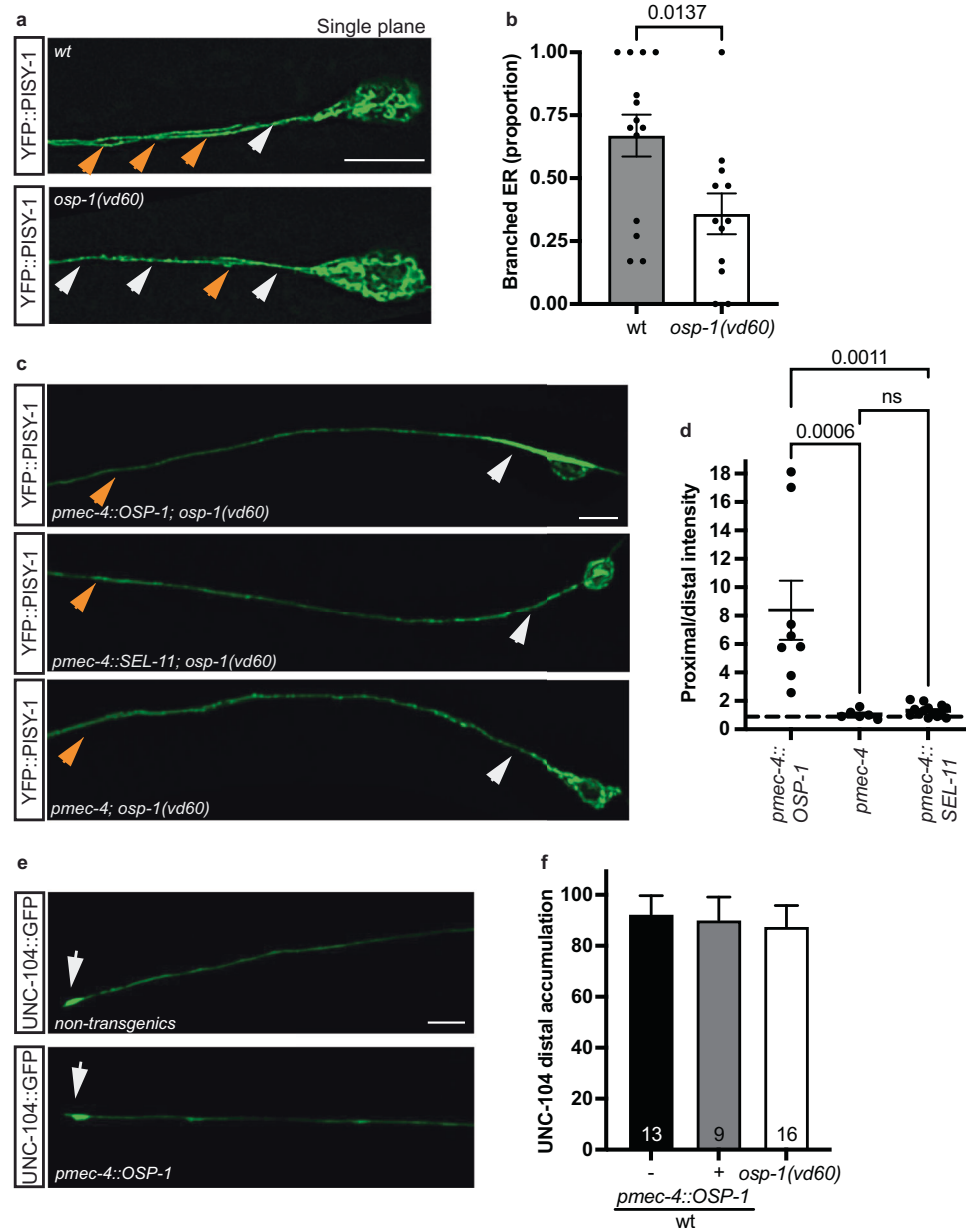 a
Single plane
YFP::PISY-1
wt
YFP::PISY-1
osp-1(vd60)
b
0.0137
Branched ER (proportion)
1.00
0.75
0.50
0.25
0.00
wt
osp-1(vd60)
c
YFP::PISY-1
pmec-4::OSP-1; osp-1(vd60)
YFP::PISY-1
pmec-4::SEL-11; osp-1(vd60)
YFP::PISY-1
pmec-4; osp-1(vd60)
d
0.0011
ns
0.0006
Proximal/distal intensity
18
16
14
12
10
8
6
4
2
0
pmec-4::
OSP-1
pmec-4
pmec-4::
SEL-11
e
UNC-104::GFP
non-transgenics
UNC-104::GFP
pmec-4::OSP-1
f
UNC-104 distal accumulation
100
80
60
40
20
0
13
9
16
-
+
osp-1(vd60)
pmec-4::OSP-1
wt